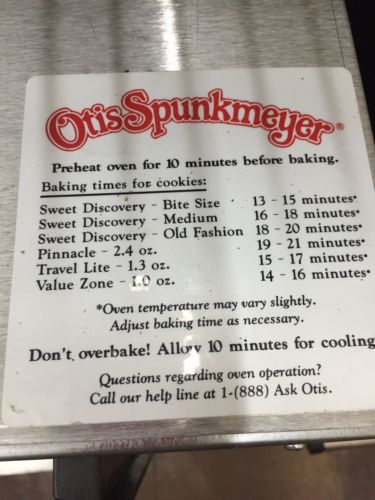 Otis Spunkmeyer®
Preheat oven for 10 minutes before baking.
Baking times for cookies:
Sweet Discovery - Bite Size 13 - 15 minutes*
Sweet Discovery - Medium 16 - 18 minutes*
Sweet Discovery - Old Fashion 18 - 20 minutes*
Pinnacle - 2.4 oz. 19 - 21 minutes*
Travel Lite - 1.3 oz. 15 - 17 minutes*
Value Zone - 1.0 oz. 14 - 16 minutes*
*Oven temperature may vary slightly.
Adjust baking time as necessary.
Don't overbake! Allow 10 minutes for cooling
Questions regarding oven operation?
Call our help line at 1-(888) Ask Otis.